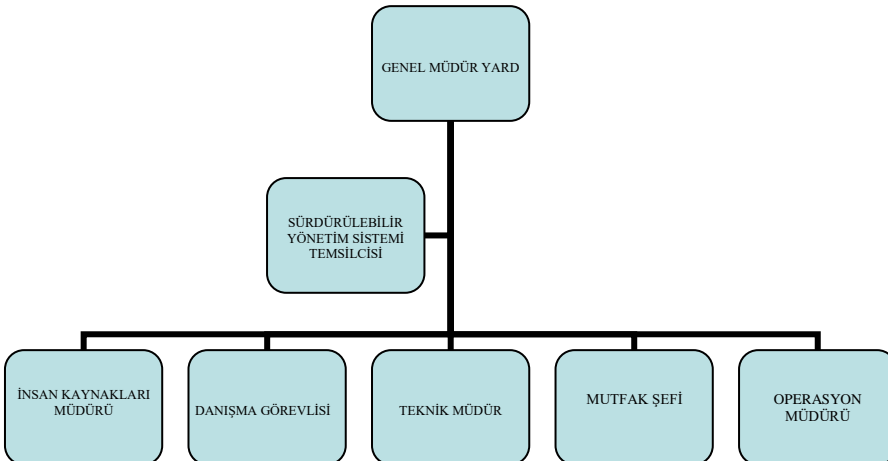 GENEL MÜDÜR YARD
SÜRDÜRÜLEBİLİR
YÖNETİM SİSTEMİ
TEMSİLCİSİ
İNSAN KAYNAKLARI
MÜDÜRÜ
DANIŞMA GÖREVLİSİ
TEKNİK MÜDÜR
MUTFAK ŞEFİ
OPERASYON
MÜDÜRÜ